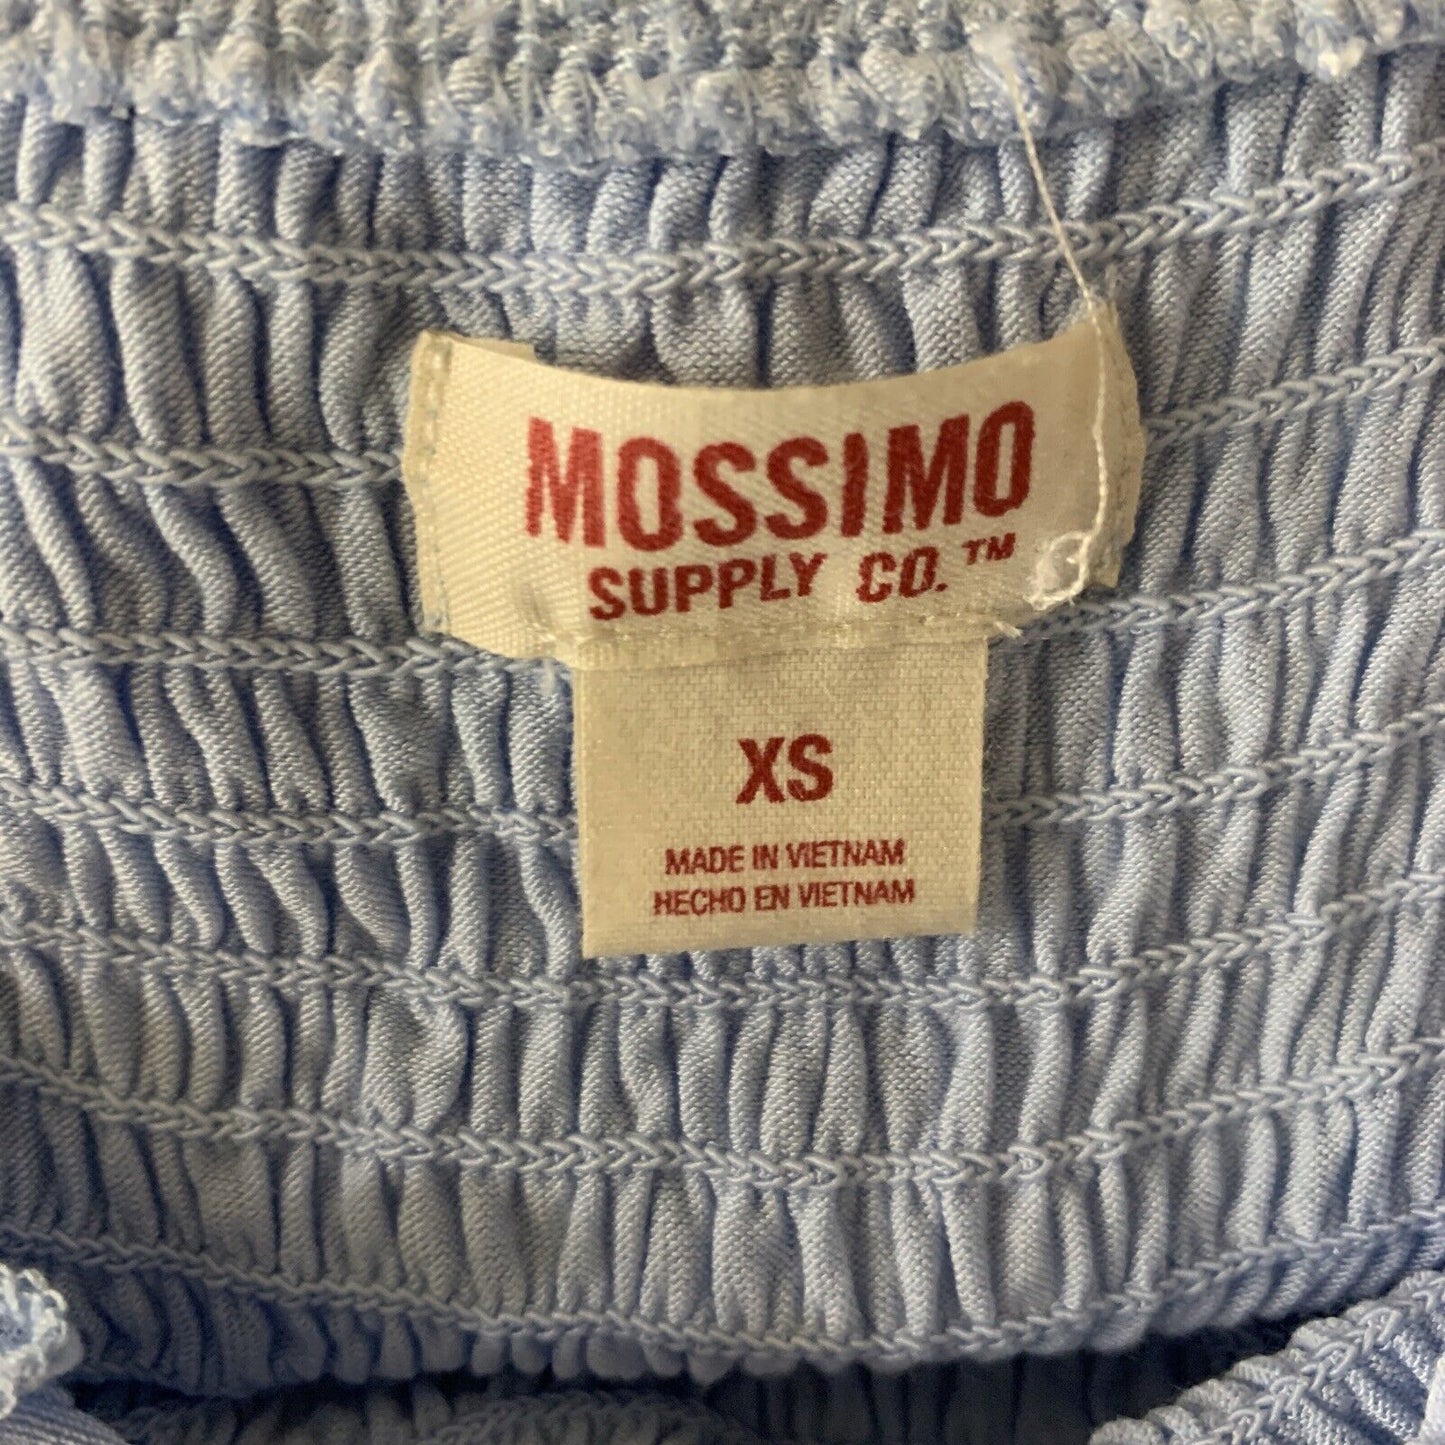 MOSSIMO
SUPPLY CO.™
XS
MADE IN VIETNAM
HECHO EN VIETNAM